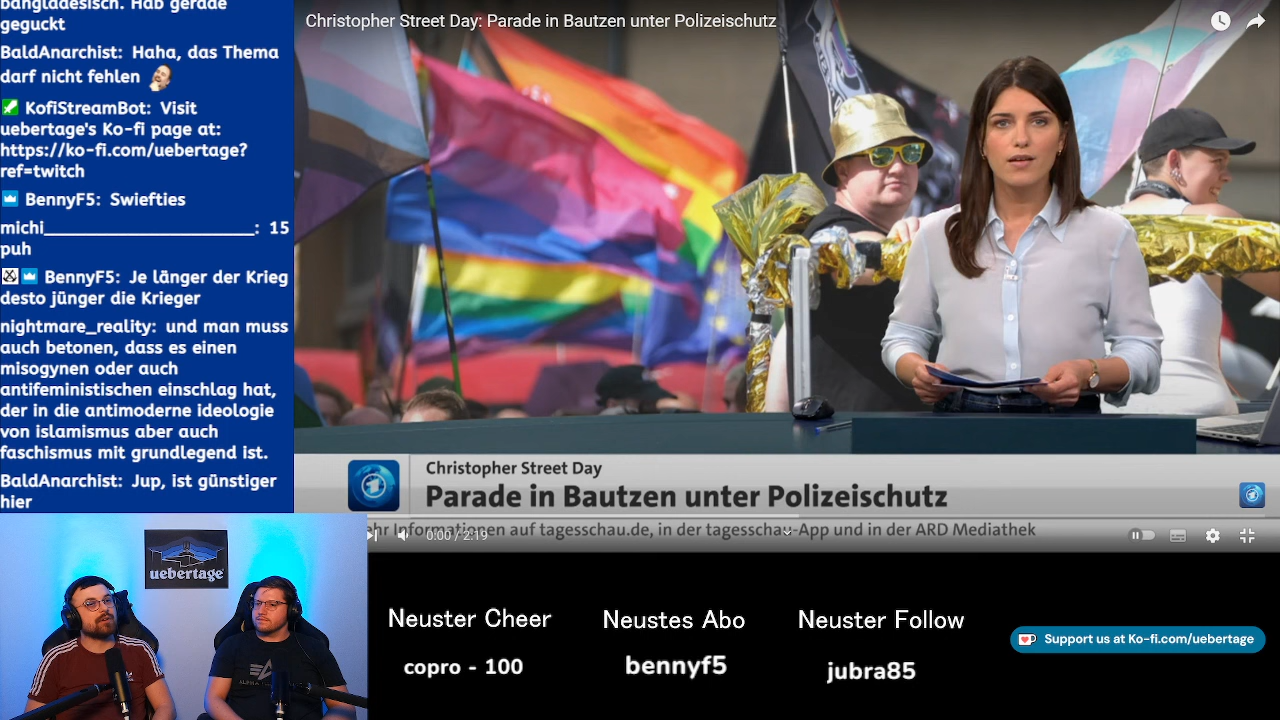 bangladesisch. Hab gerade
geguckt
BaldAnarchist: Haha, das Thema
darf nicht fehlen
KofiStreamBot: Visit
uebertage's Ko-fi page at:
https://ko-fi.com/uebertage?
ref=twitch
BennyF5: Swiefties
michi_____________________: 15
puh
BennyF5: Je länger der Krieg
desto jünger die Krieger
nightmare_reality: und man muss
auch betonen, dass es einen
misogynen oder auch
antifeministischen einschlag hat,
der in die antimoderne ideologie
von islamismus aber auch
faschismus mit grundlegend ist.
BaldAnarchist: Jup, ist günstiger
hier
Christopher Street Day: Parade in Bautzen unter Polizeischutz
Christopher Street Day
Parade in Bautzen unter Polizeischutz
ehr Informationen auf tagesschau.de, in der tagesschau-App und in der ARD Mediathek
0:00 / 2:19
uebertage
Neuster Cheer
copro - 100
Neustes Abo
bennyf5
Neuster Follow
jubra85
Support us at Ko-fi.com/uebertage